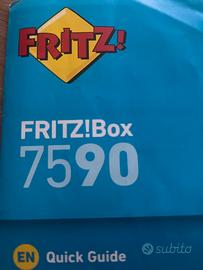 FRITZ!
FRITZ!Box
7590
EN Quick Guide
subito